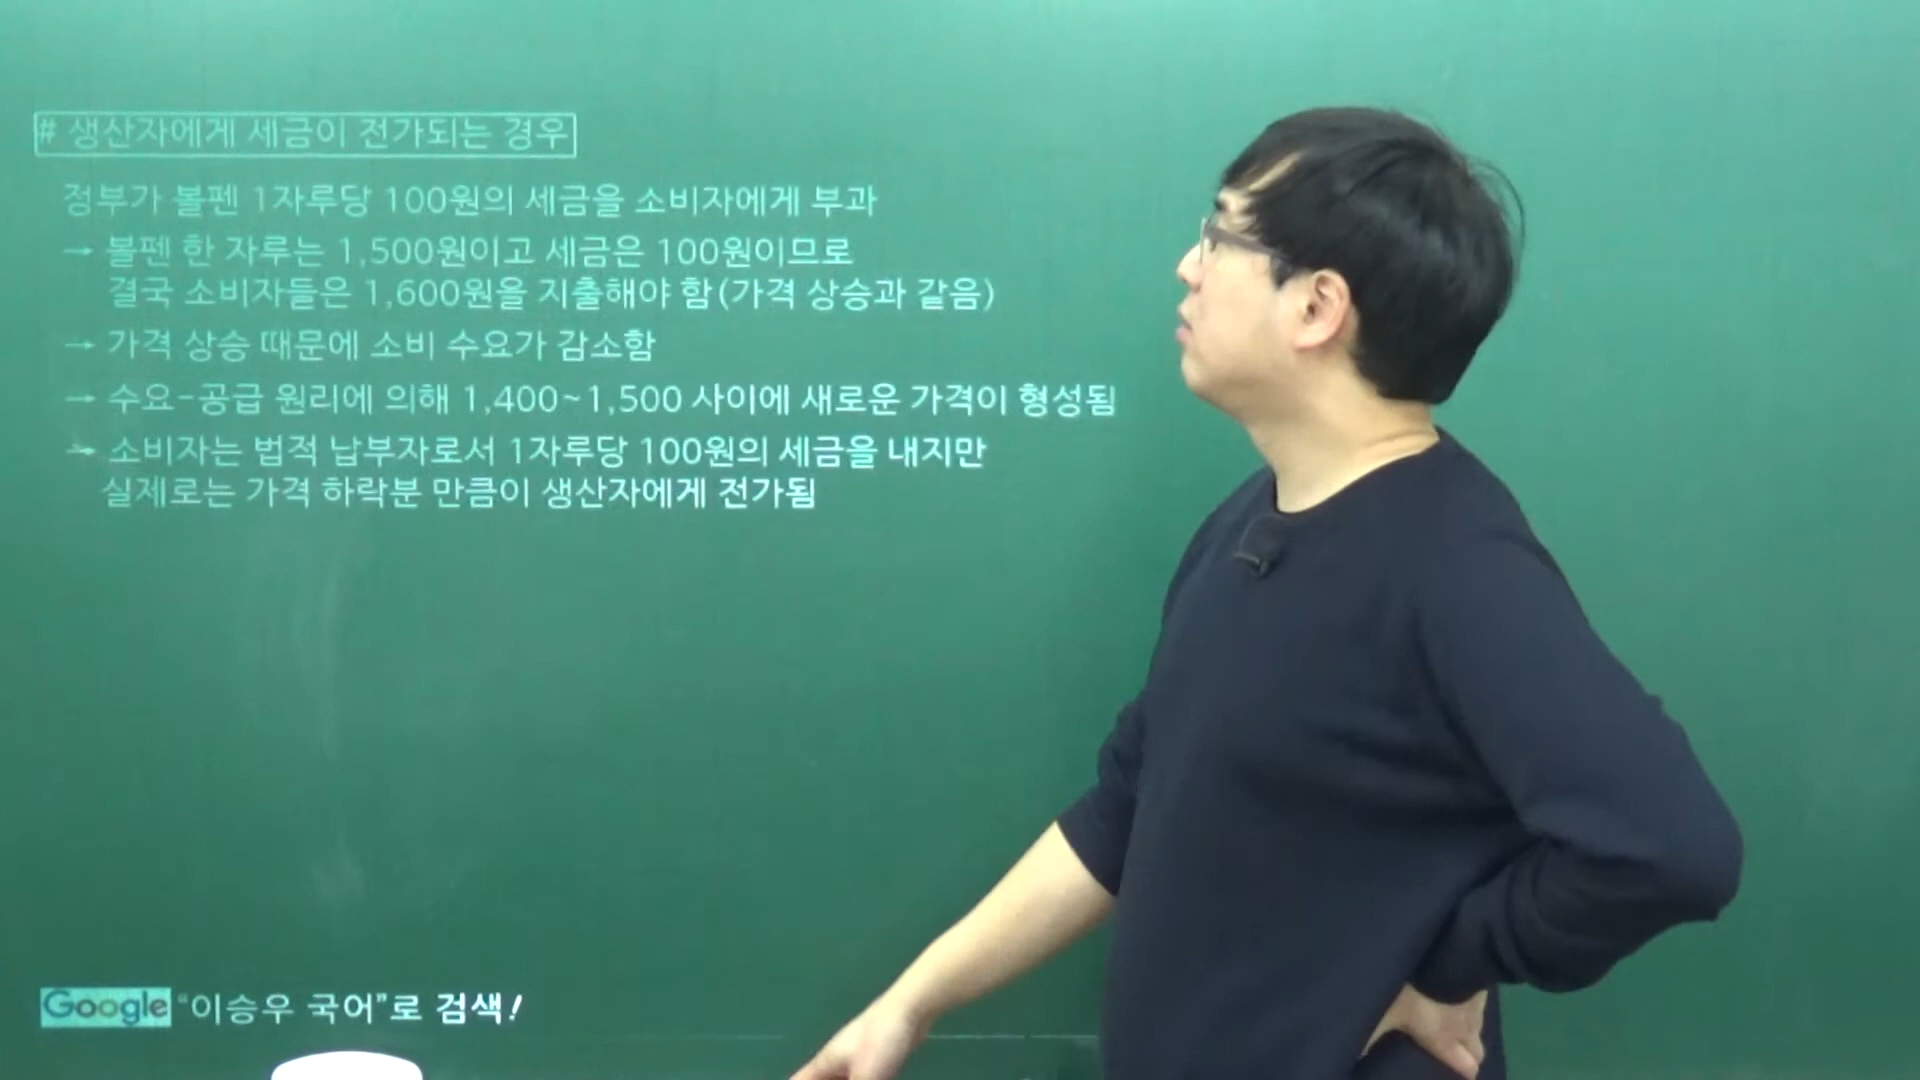 # 생산자에게 세금이 전가되는 경우
정부가 볼펜 1자루당 100원의 세금을 소비자에게 부과
→ 볼펜 한 자루는 1,500원이고 세금은 100원이므로
결국 소비자들은 1,600원을 지출해야 함(가격 상승과 같음)
→ 가격 상승 때문에 소비 수요가 감소함
→ 수요-공급 원리에 의해 1,400~1,500 사이에 새로운 가격이 형성됨
→ 소비자는 법적 납부자로서 1자루당 100원의 세금을 내지만
실제로는 가격 하락분 만큼이 생산자에게 전가됨
Google “이승우 국어”로 검색!